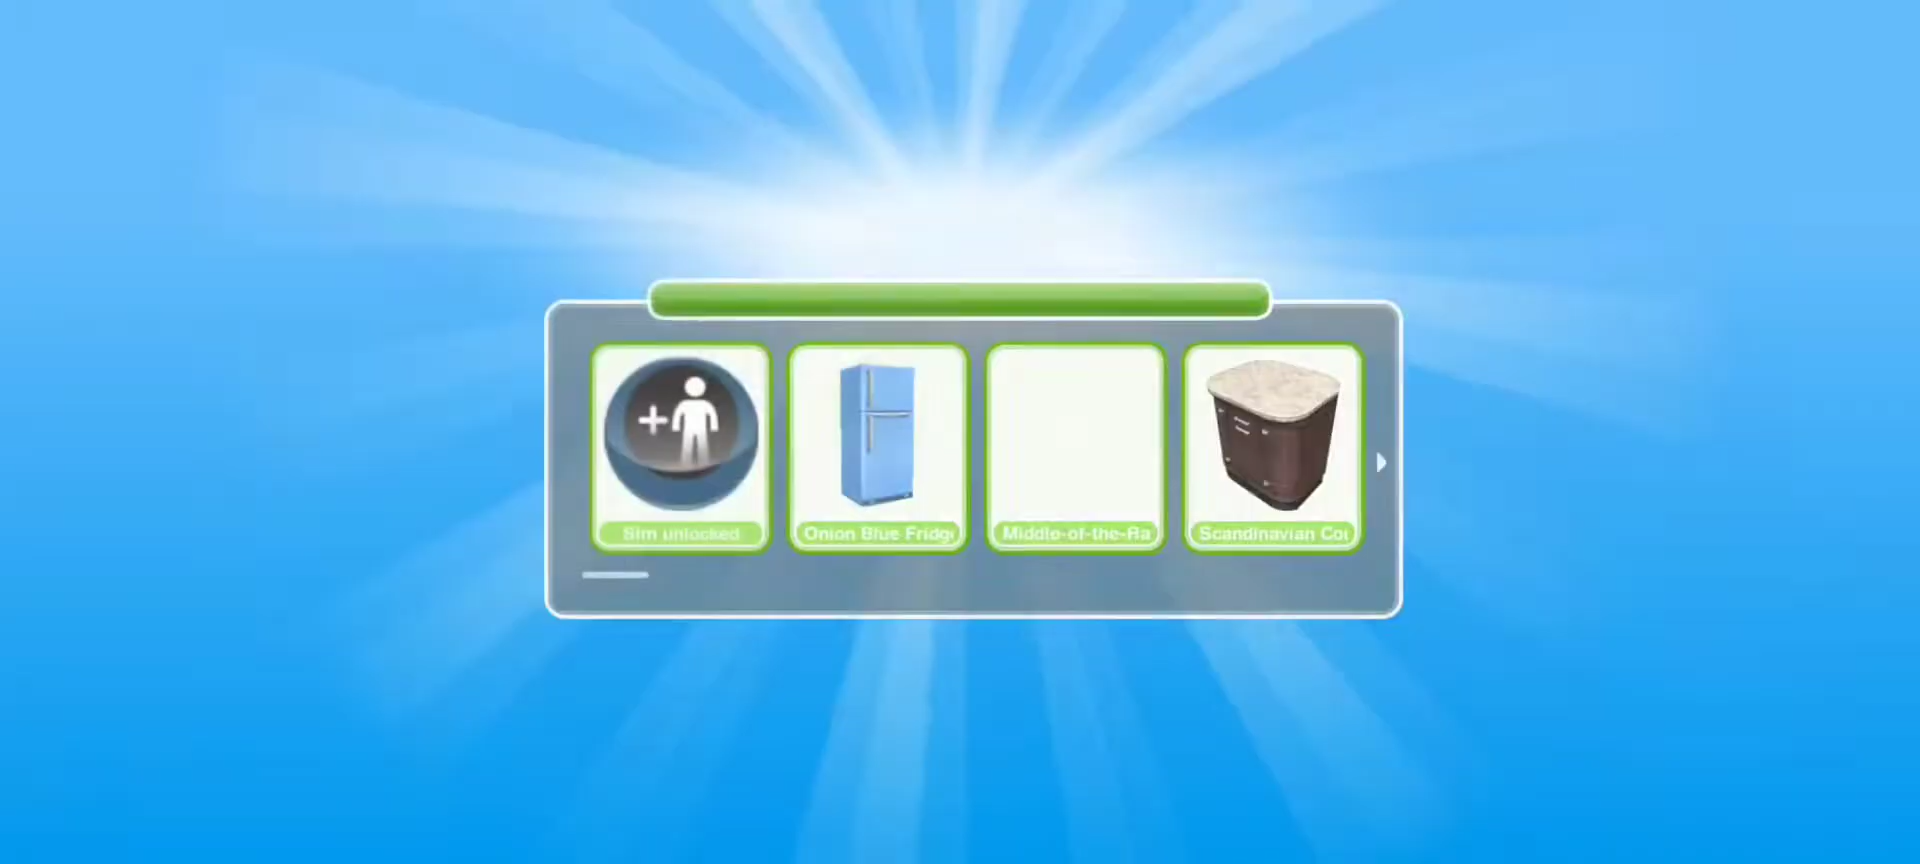 Sim unlocked
Onion Blue Fridg
Middle-of-the-Ra
Scandinavian Co